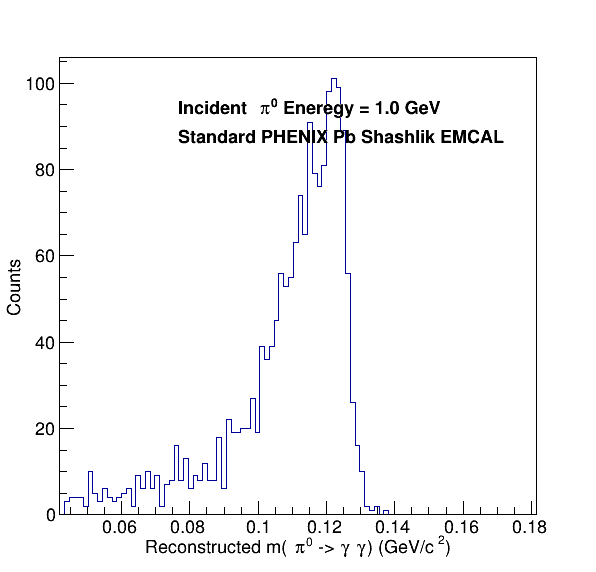 100
Incident π⁰ Eneregy = 1.0 GeV
Standard PHENIX Pb Shashlik EMCAL
80
60
Counts
40
20
0
0.06 0.08 0.1 0.12 0.14 0.16 0.18
Reconstructed m( π⁰ -> γ γ) (GeV/c²)